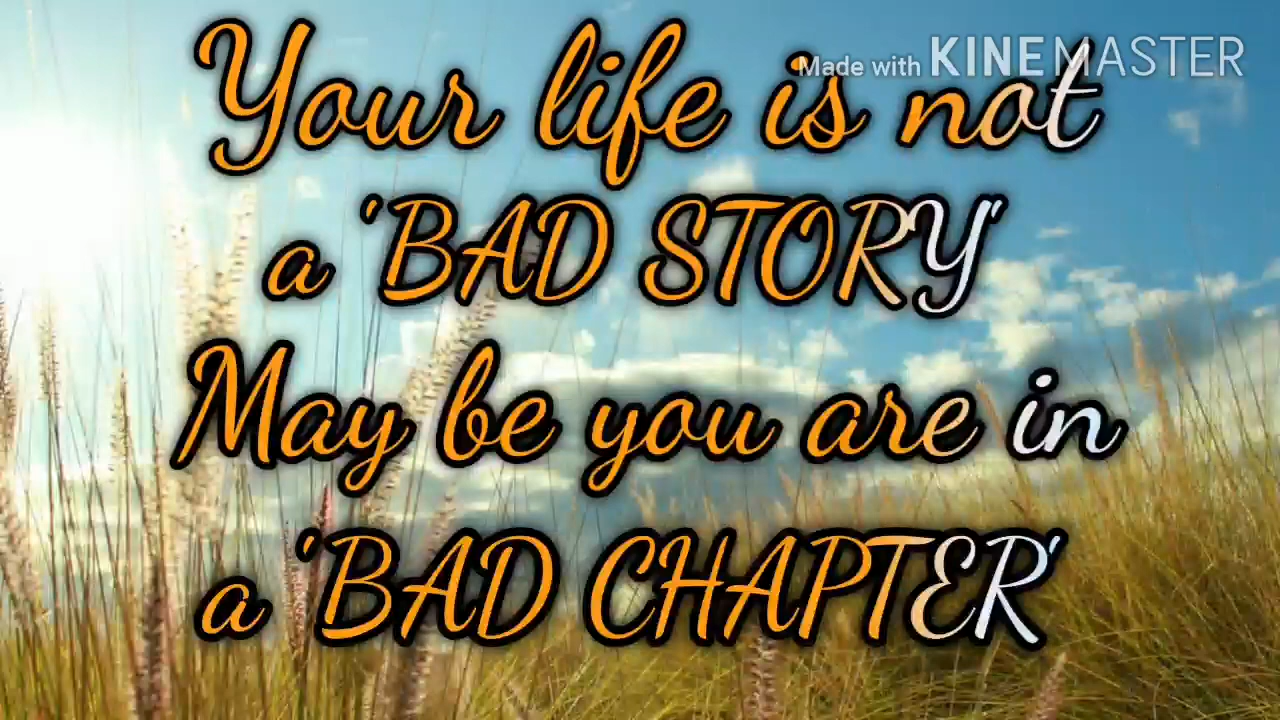 Made with KINEMASTER
Your life is not
a 'BAD STORY'
May be you are in
a 'BAD CHAPTER'